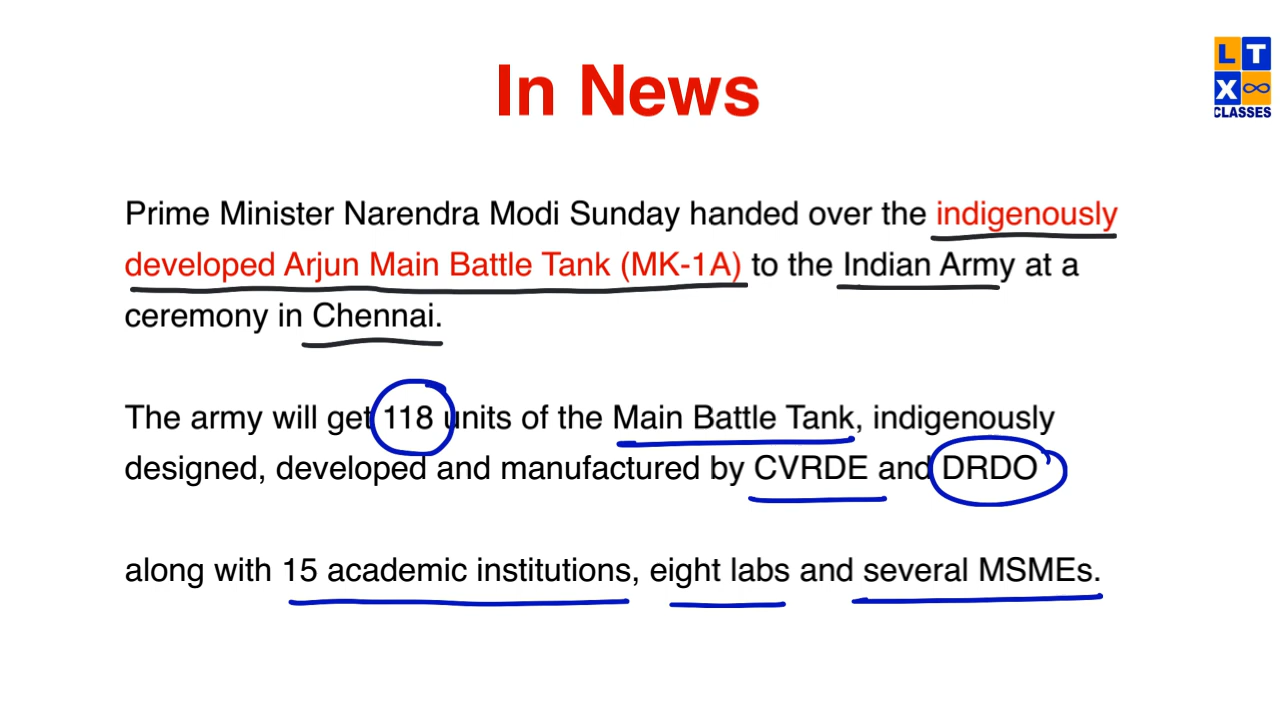 In News
L T
X ∞
CLASSES
Prime Minister Narendra Modi Sunday handed over the indigenously
developed Arjun Main Battle Tank (MK-1A) to the Indian Army at a
ceremony in Chennai.
The army will get 118 units of the Main Battle Tank, indigenously
designed, developed and manufactured by CVRDE and DRDO
along with 15 academic institutions, eight labs and several MSMEs.